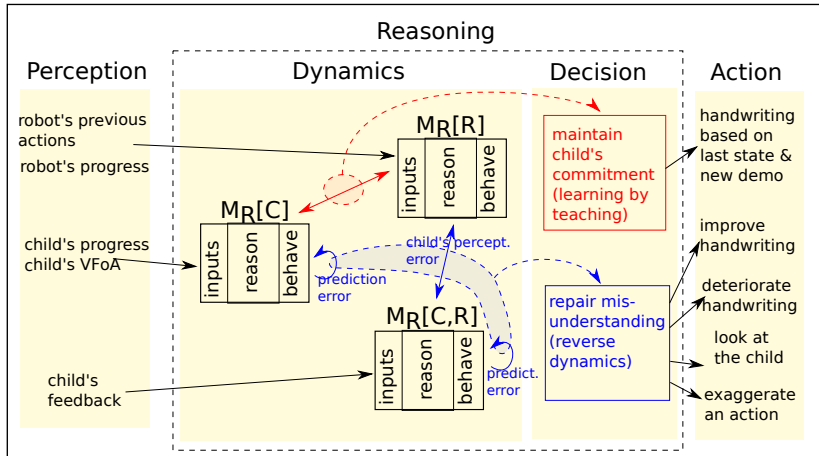 Reasoning
Perception
Dynamics
Decision
Action
robot's previous
actions
robot's progress
child's progress
child's VFoA
child's
feedback
MR[R]
inputs
reason
behave
MR[C]
inputs
reason
behave
child's percept.
error
prediction
error
MR[C,R]
inputs
reason
behave
predict.
error
maintain
child's
commitment
(learning by
teaching)
repair mis-
understanding
(reverse
dynamics)
handwriting
based on
last state &
new demo
improve
handwriting
deteriorate
handwriting
look at
the child
exaggerate
an action